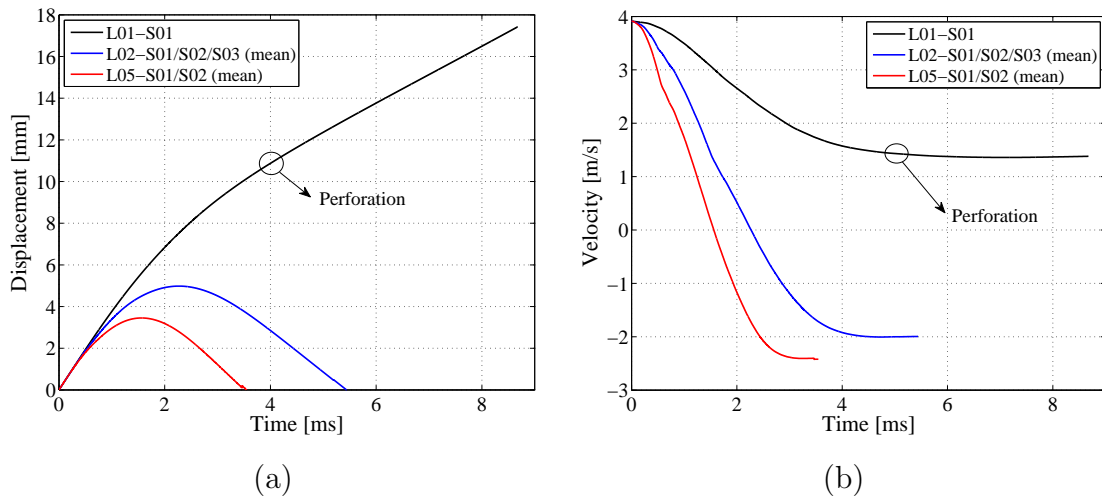 18
16
14
12
10
8
6
4
2
0
Displacement [mm]
L01−S01
L02−S01/S02/S03 (mean)
L05−S01/S02 (mean)
Perforation
0 2 4 6 8
Time [ms]
(a)
4
3
2
1
0
−1
−2
−3
Velocity [m/s]
L01−S01
L02−S01/S02/S03 (mean)
L05−S01/S02 (mean)
Perforation
0 2 4 6 8
Time [ms]
(b)